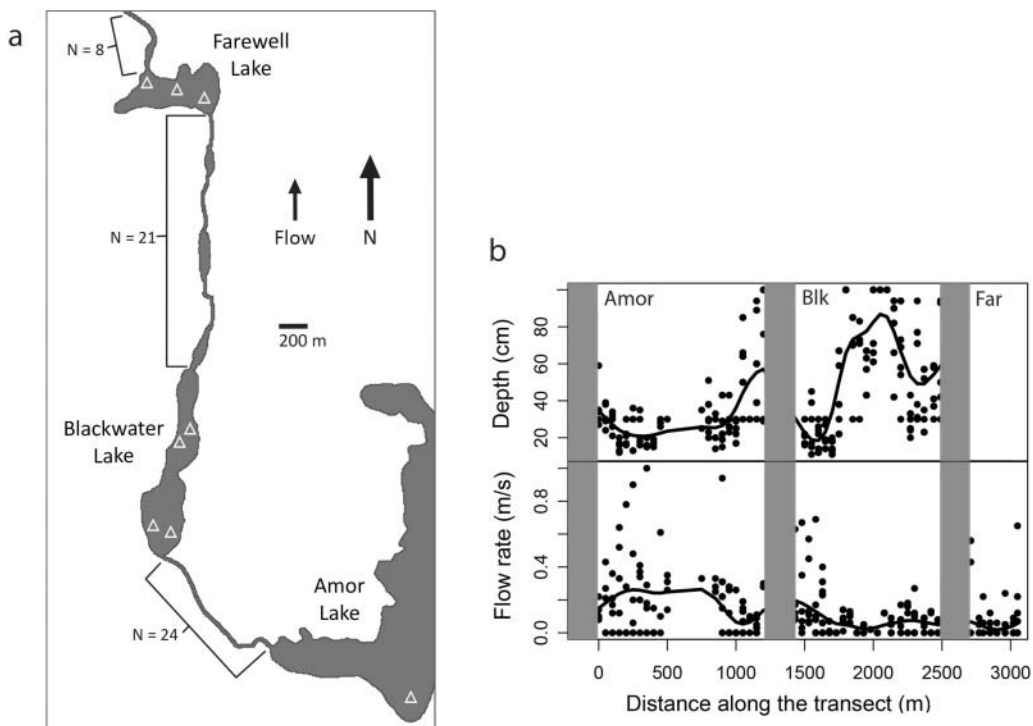 a
N = 8
Farewell
Lake
N = 21
Flow
N
200 m
Blackwater
Lake
Amor
Lake
N = 24
b
Amor
Blk
Far
Depth (cm)
20 40 60 80
Flow rate (m/s)
0.0 0.4 0.8
0 500 1000 1500 2000 2500 3000
Distance along the transect (m)